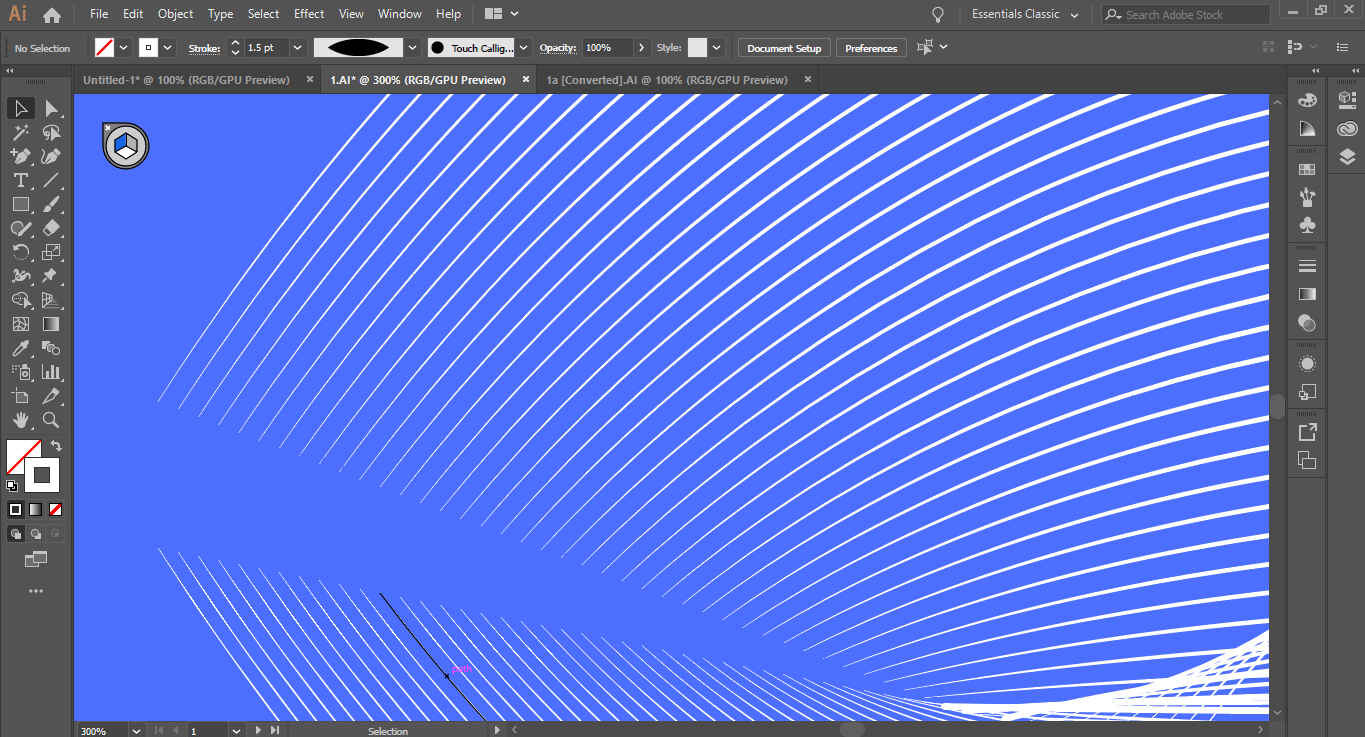 Ai File Edit Object Type Select Effect View Window Help Essentials Classic Search Adobe Stock
No Selection Stroke: 1.5 pt Touch Callig... Opacity: 100% Style: Document Setup Preferences
Untitled-1* @ 100% (RGB/GPU Preview) × 1.AI* @ 300% (RGB/GPU Preview) × 1a [Converted].AI @ 100% (RGB/GPU Preview) ×
300% 1 Selection